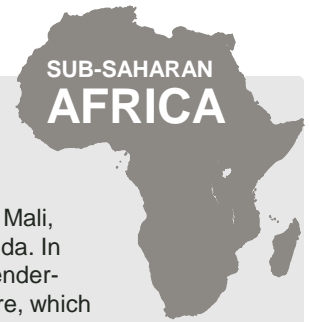 SUB-SAHARAN
AFRICA
Mali,
da. In
ender-
re, which